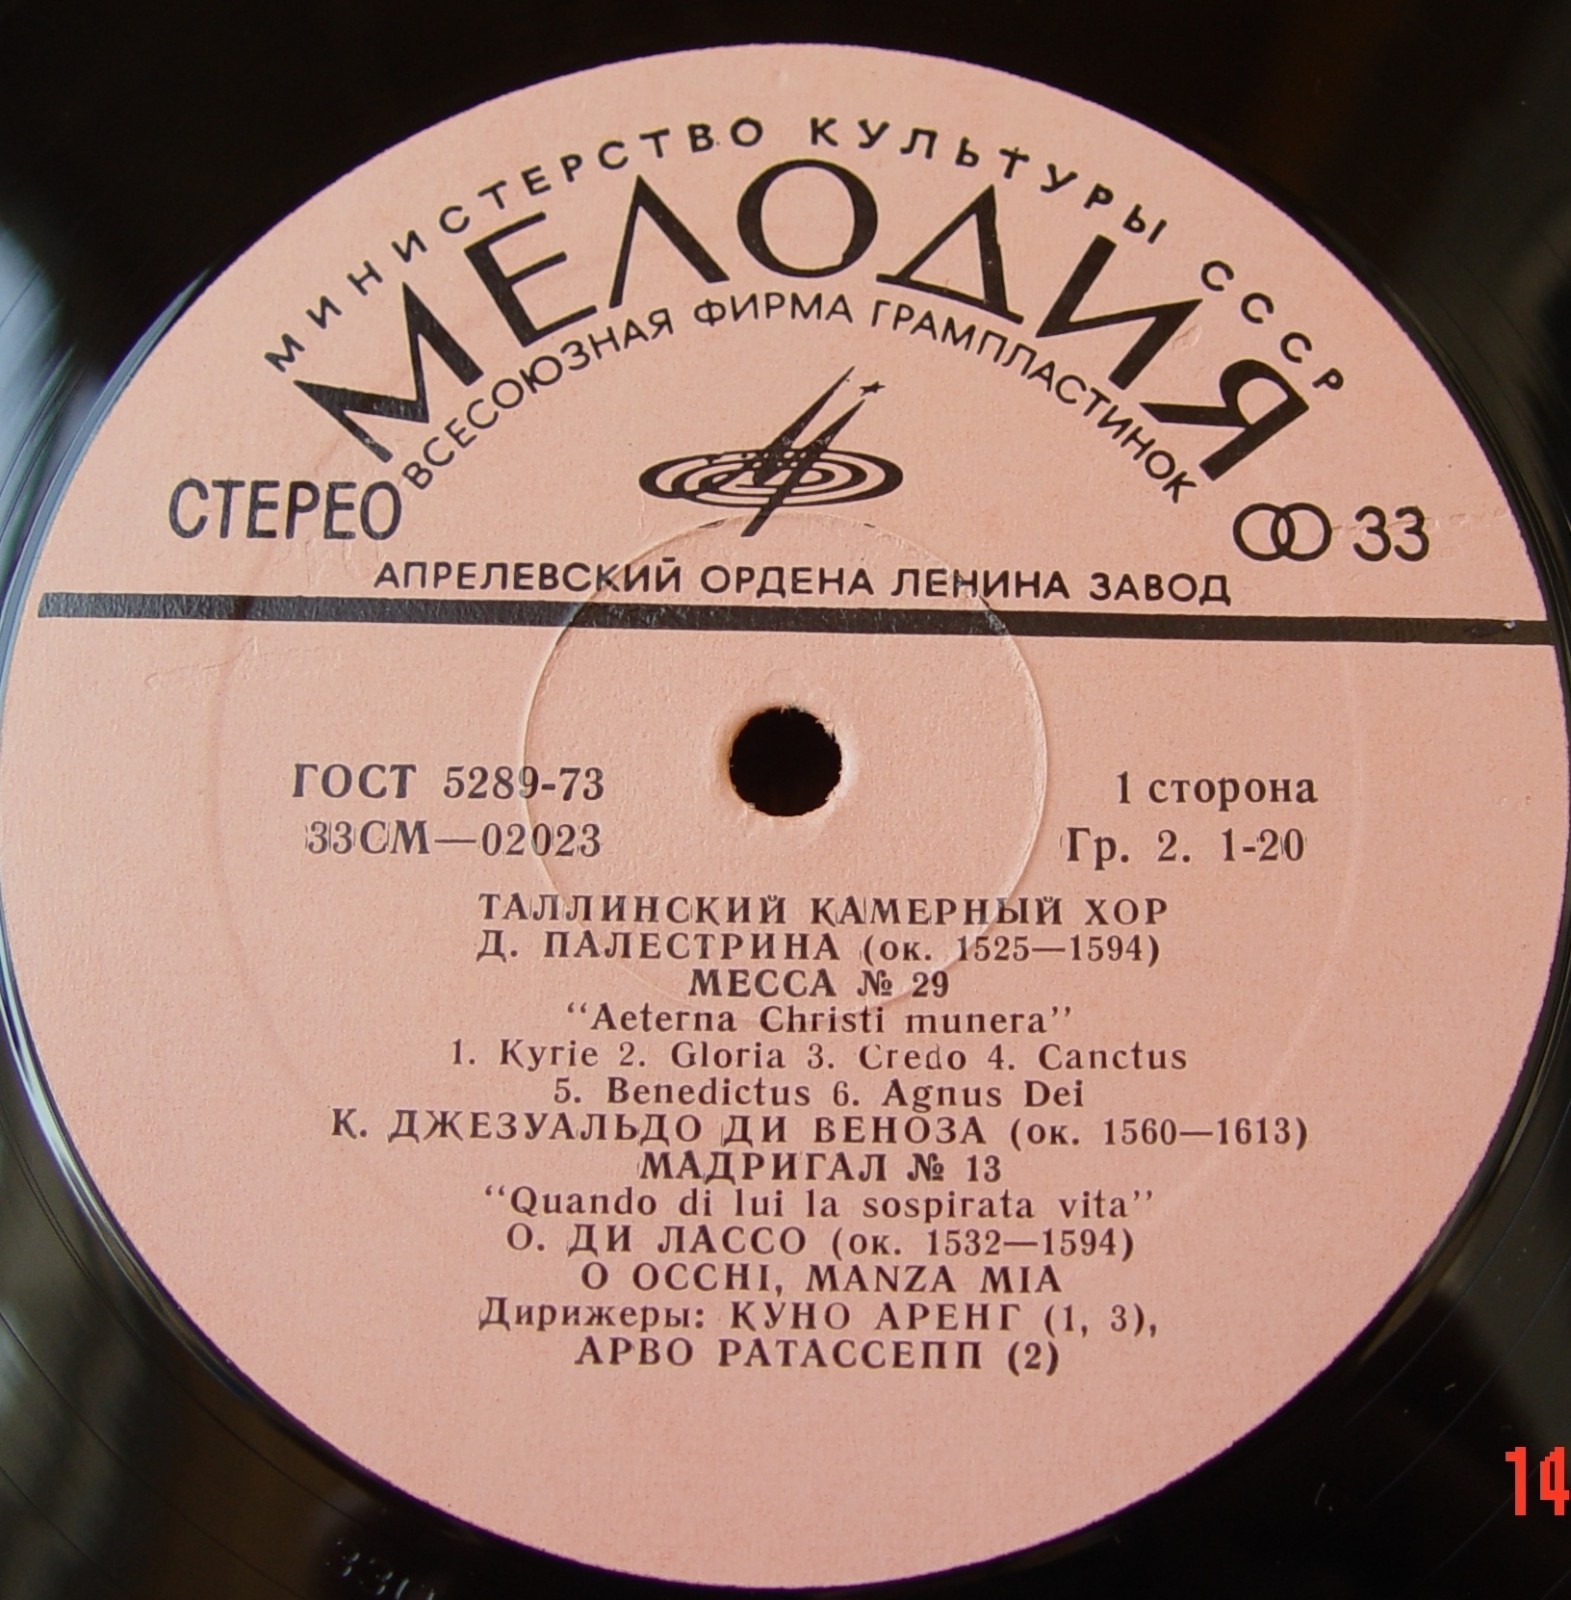 МИНИСТЕРСТВО КУЛЬТУРЫ СССР
МЕЛОДИЯ
ВСЕСОЮЗНАЯ ФИРМА ГРАМПЛАСТИНОК
СТЕРЕО
33
АПРЕЛЕВСКИЙ ОРДЕНА ЛЕНИНА ЗАВОД
ГОСТ 5289-73
1 сторона
33СМ—02023
Гр. 2. 1-20
ТАЛЛИНСКИЙ КАМЕРНЫЙ ХОР
Д. ПАЛЕСТРИНА (ок. 1525—1594)
МЕССА № 29
“Aeterna Christi munera”
1. Kyrie 2. Gloria 3. Credo 4. Canctus
5. Benedictus 6. Agnus Dei
К. ДЖЕЗУАЛЬДО ДИ ВЕНОЗА (ок. 1560—1613)
МАДРИГАЛ № 13
“Quando di lui la sospirata vita”
О. ДИ ЛАССО (ок. 1532—1594)
O OCCHI, MANZA MIA
Дирижеры: КУНО АРЕНГ (1, 3),
АРВО РАТАССЕПП (2)
14